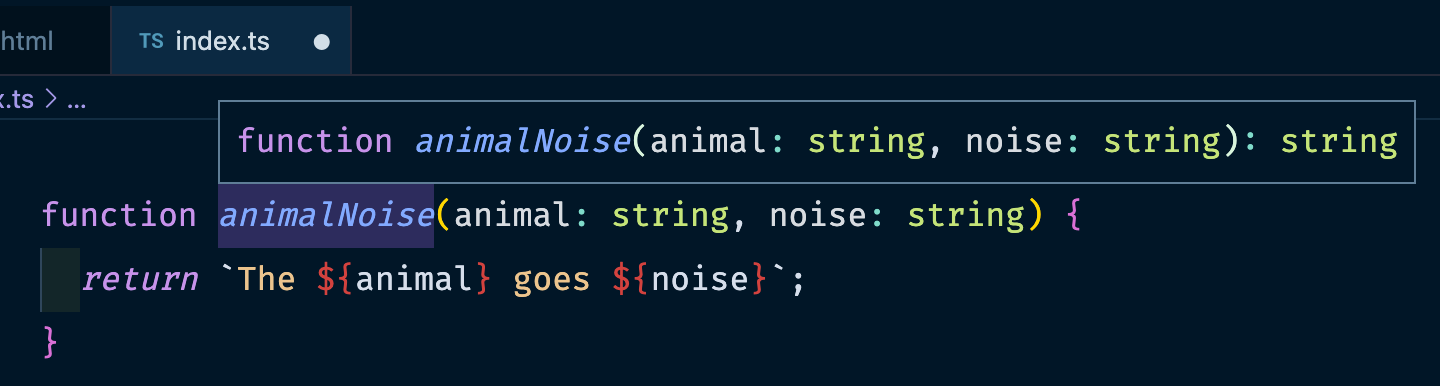 html TS index.ts
x.ts > ...
function animalNoise(animal: string, noise: string): string
function animalNoise(animal: string, noise: string) {
return `The ${animal} goes ${noise}`;
}